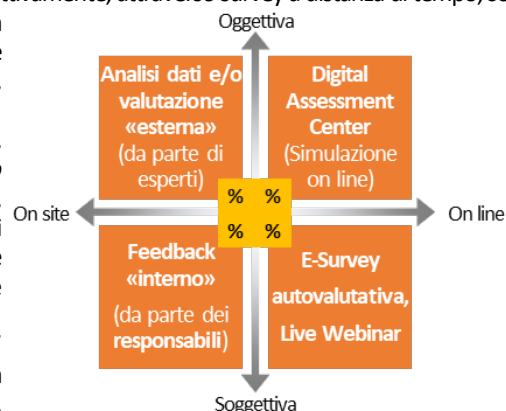 Oggettiva
Analisi dati e/o
valutazione
«esterna»
(da parte di
esperti)
Digital
Assessment
Center
(Simulazione
on line)
On site
% %
% %
On line
Feedback
«interno»
(da parte dei
responsabili)
E-Survey
autovalutativa,
Live Webinar
Soggettiva